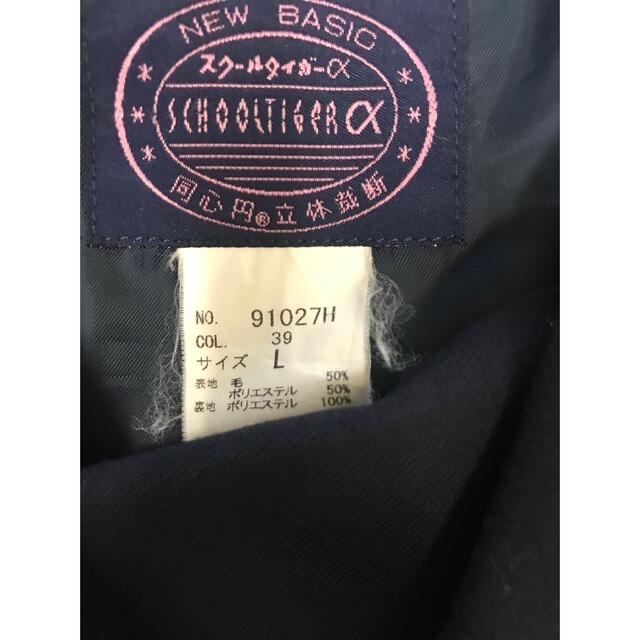 NEW BASIC
スクールタイガーα
SCHOOLTIGER α
同心円®立体裁断
NO. 91027H
COL. 39
サイズ L
表地 毛 50%
ポリエステル 50%
裏地 ポリエステル 100%